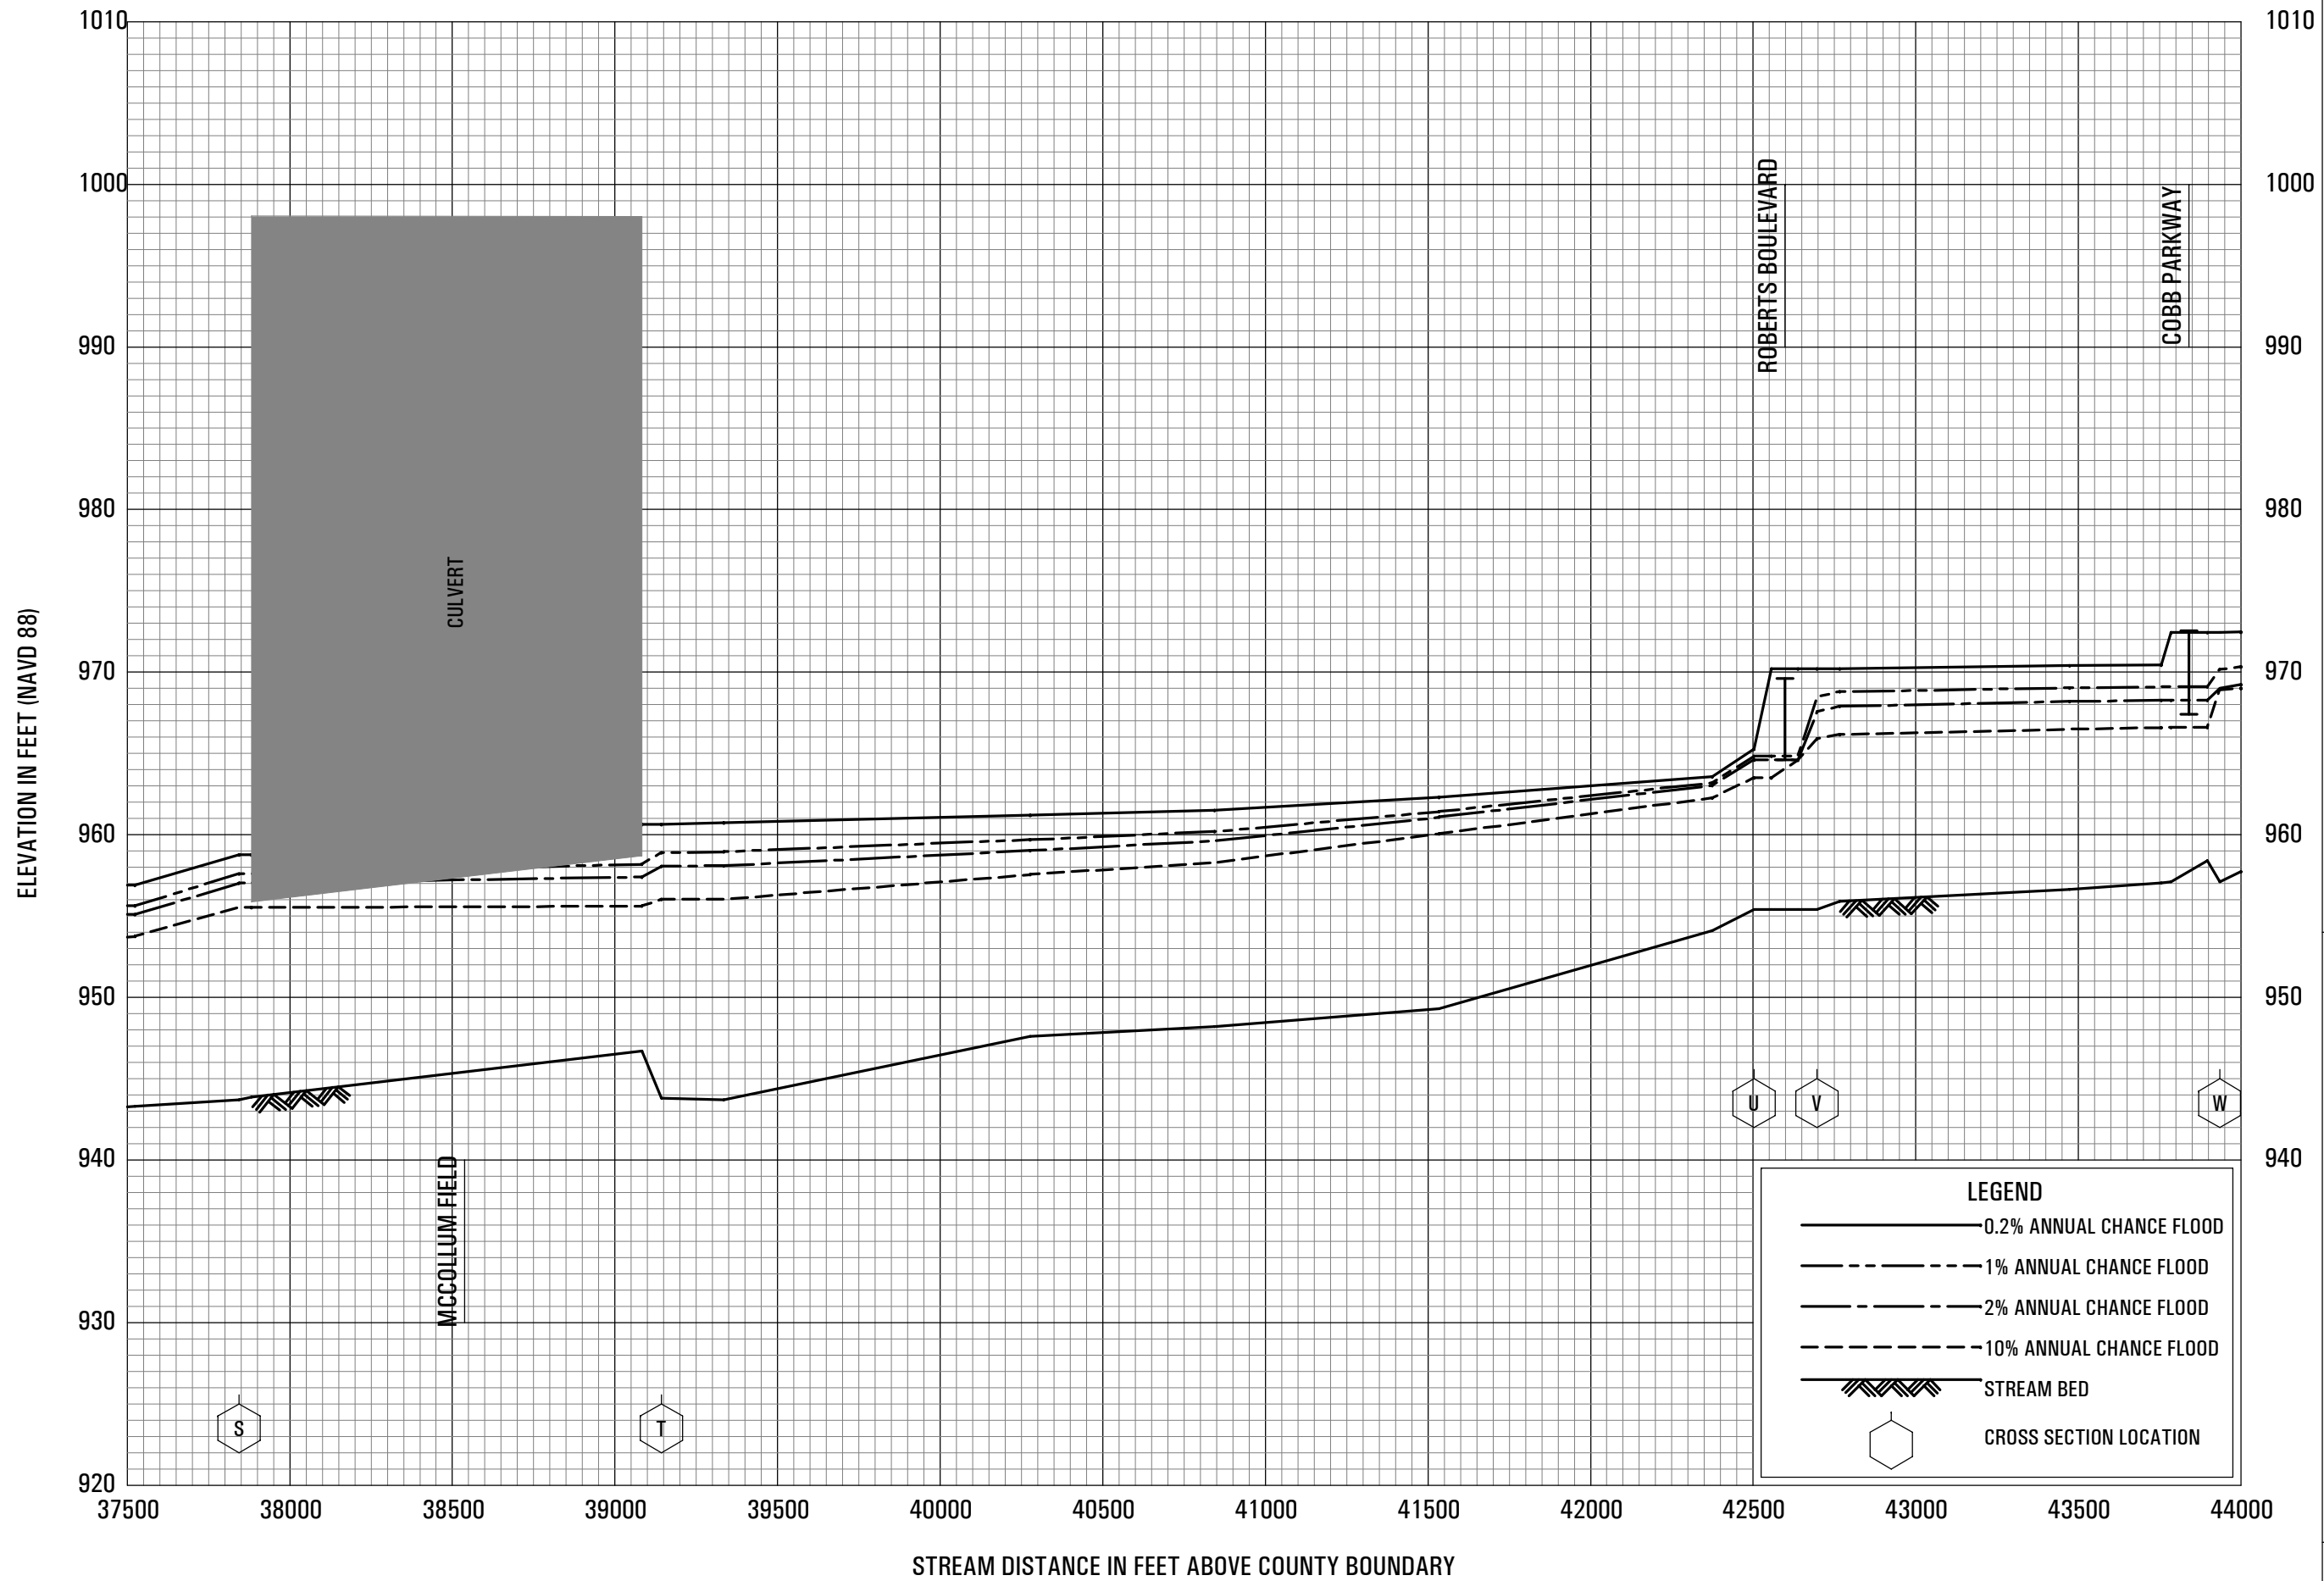 1010
1000
990
980
970
960
950
940
930
920
ELEVATION IN FEET (NAVD 88)
1010
1000
990
980
970
960
950
940
CULVERT
ROBERTS BOULEVARD
COBB PARKWAY
MCCOLLUM FIELD
S
T
U
V
W
LEGEND
0.2% ANNUAL CHANCE FLOOD
1% ANNUAL CHANCE FLOOD
2% ANNUAL CHANCE FLOOD
10% ANNUAL CHANCE FLOOD
STREAM BED
CROSS SECTION LOCATION
37500 38000 38500 39000 39500 40000 40500 41000 41500 42000 42500 43000 43500 44000
STREAM DISTANCE IN FEET ABOVE COUNTY BOUNDARY